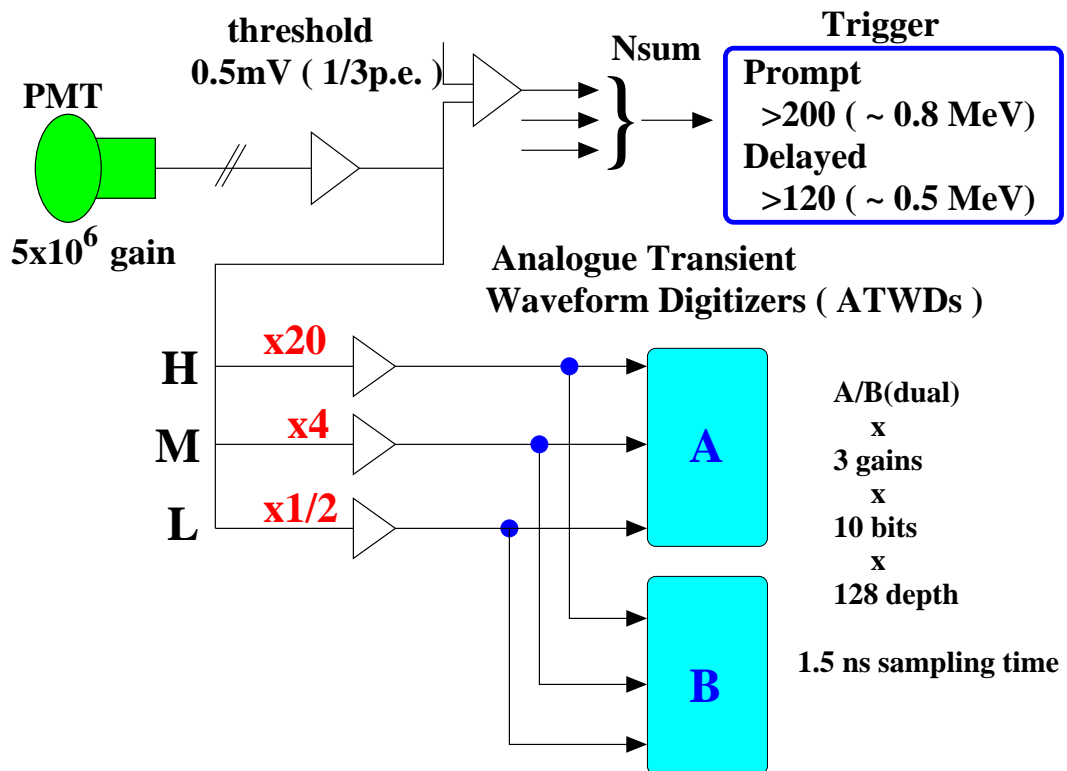 threshold
0.5mV ( 1/3p.e. )
Nsum
Trigger
Prompt
>200 ( ~ 0.8 MeV)
Delayed
>120 ( ~ 0.5 MeV)
PMT
5x10^6 gain
Analogue Transient
Waveform Digitizers ( ATWDs )
H
x20
M
x4
L
x1/2
A
B
A/B(dual)
x
3 gains
x
10 bits
x
128 depth
1.5 ns sampling time